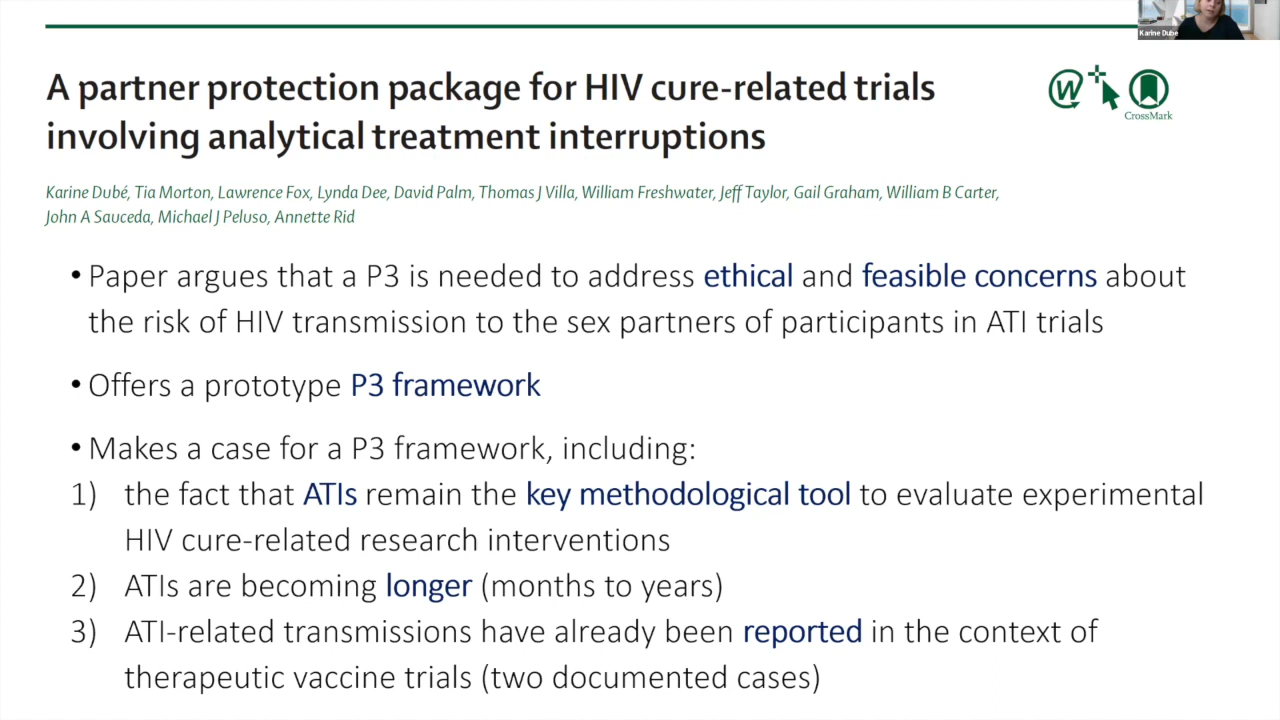 Karine Dube
A partner protection package for HIV cure-related trials
involving analytical treatment interruptions
W
CrossMark
Karine Dubé, Tia Morton, Lawrence Fox, Lynda Dee, David Palm, Thomas J Villa, William Freshwater, Jeff Taylor, Gail Graham, William B Carter,
John A Sauceda, Michael J Peluso, Annette Rid
• Paper argues that a P3 is needed to address ethical and feasible concerns about
the risk of HIV transmission to the sex partners of participants in ATI trials
• Offers a prototype P3 framework
• Makes a case for a P3 framework, including:
1) the fact that ATIs remain the key methodological tool to evaluate experimental
HIV cure-related research interventions
2) ATIs are becoming longer (months to years)
3) ATI-related transmissions have already been reported in the context of
therapeutic vaccine trials (two documented cases)